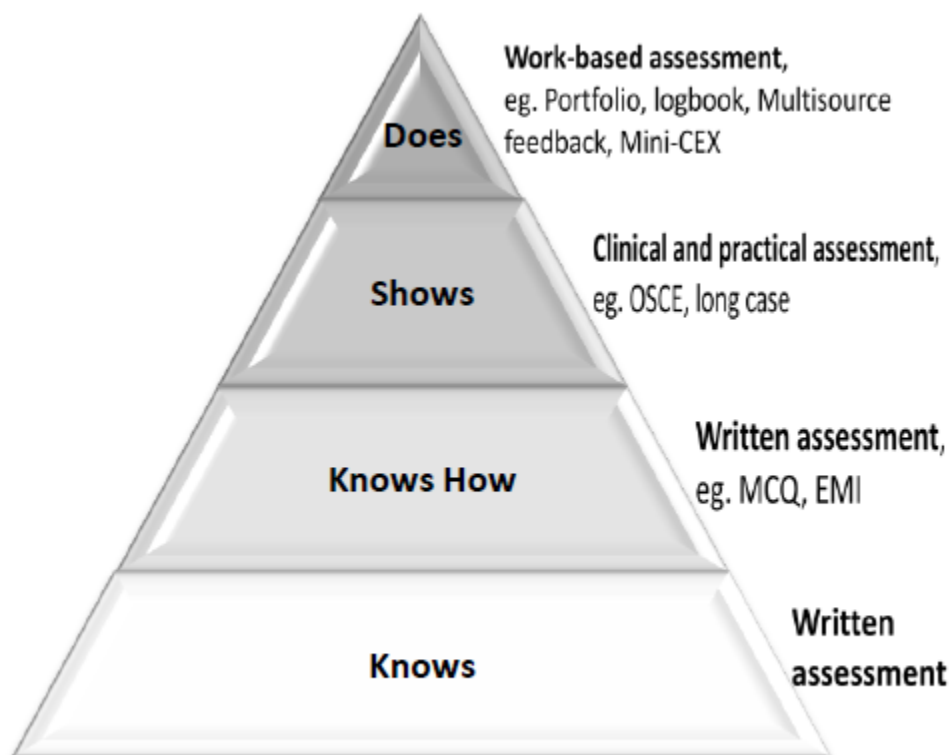 Work-based assessment,
eg. Portfolio, logbook, Multisource
feedback, Mini-CEX
Does
Clinical and practical assessment,
eg. OSCE, long case
Shows
Written assessment,
eg. MCQ, EMI
Knows How
Written
assessment
Knows